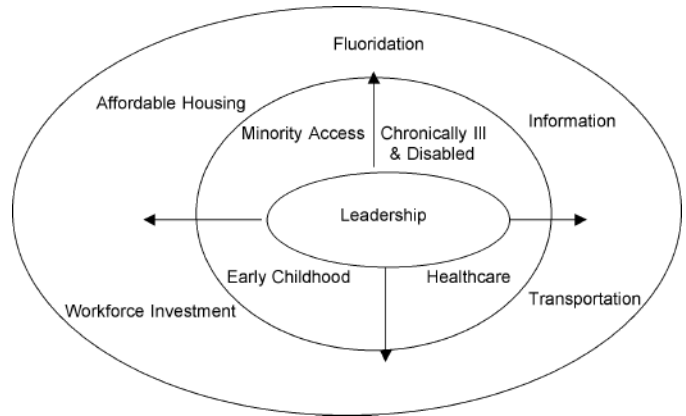 Fluoridation
Affordable Housing
Information
Minority Access
Chronically Ill
& Disabled
Leadership
Early Childhood
Healthcare
Workforce Investment
Transportation